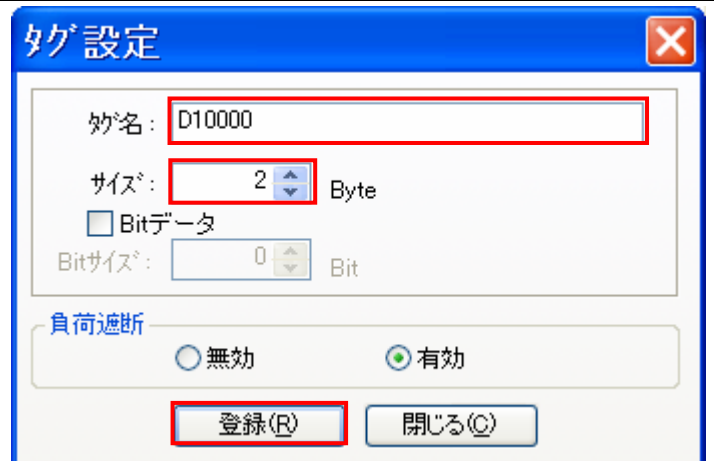 ﾀｸﾞ設定
ﾀｸﾞ名： D10000
ｻｲｽﾞ： 2 Byte
Bitデータ
Bitｻｲｽﾞ： 0 Bit
負荷遮断
無効 有効
登録(R) 閉じる(C)